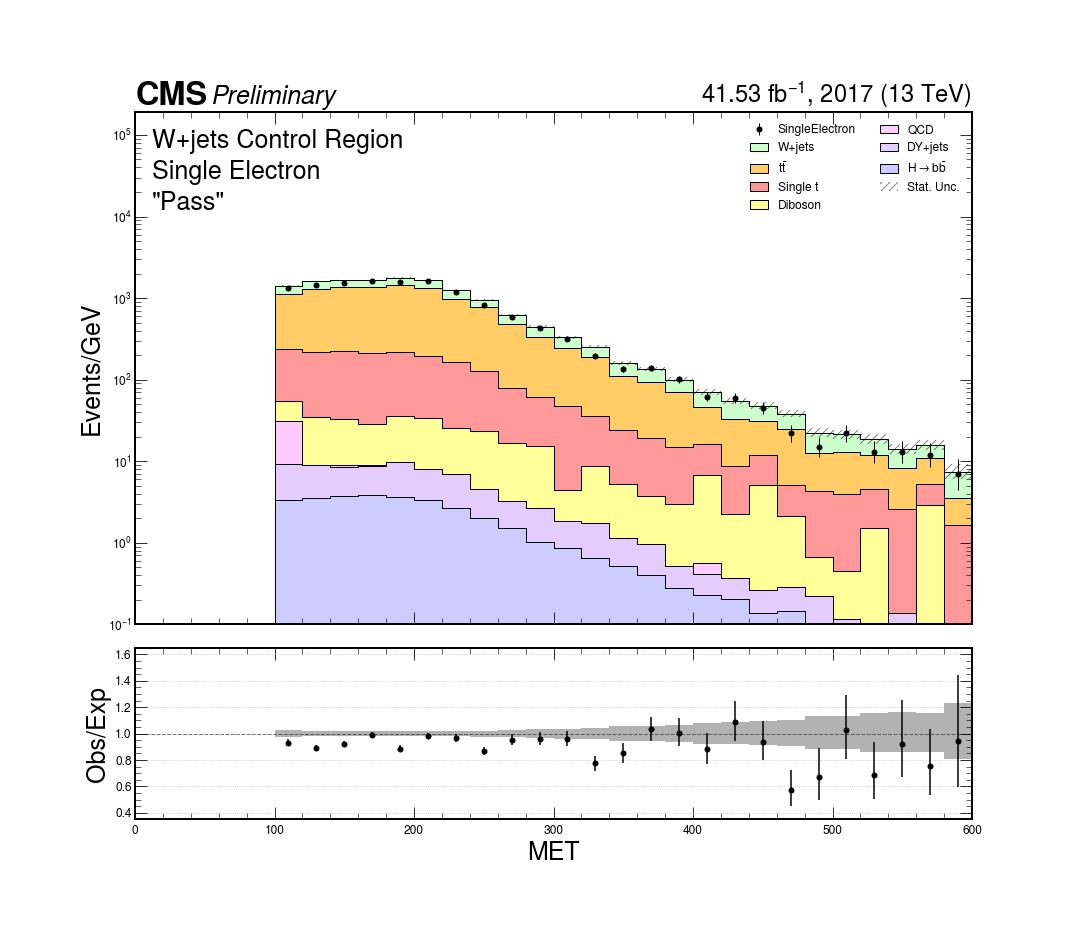 CMS Preliminary 41.53 fb⁻¹, 2017 (13 TeV)
W+jets Control Region
Single Electron
"Pass"
SingleElectron
W+jets
tt̄
Single t
Diboson
QCD
DY+jets
H→bb̄
Stat. Unc.
Events/GeV
10⁵
10⁴
10³
10²
10¹
10⁰
10⁻¹
Obs/Exp
1.6
1.4
1.2
1.0
0.8
0.6
0.4
0 100 200 300 400 500 600
MET